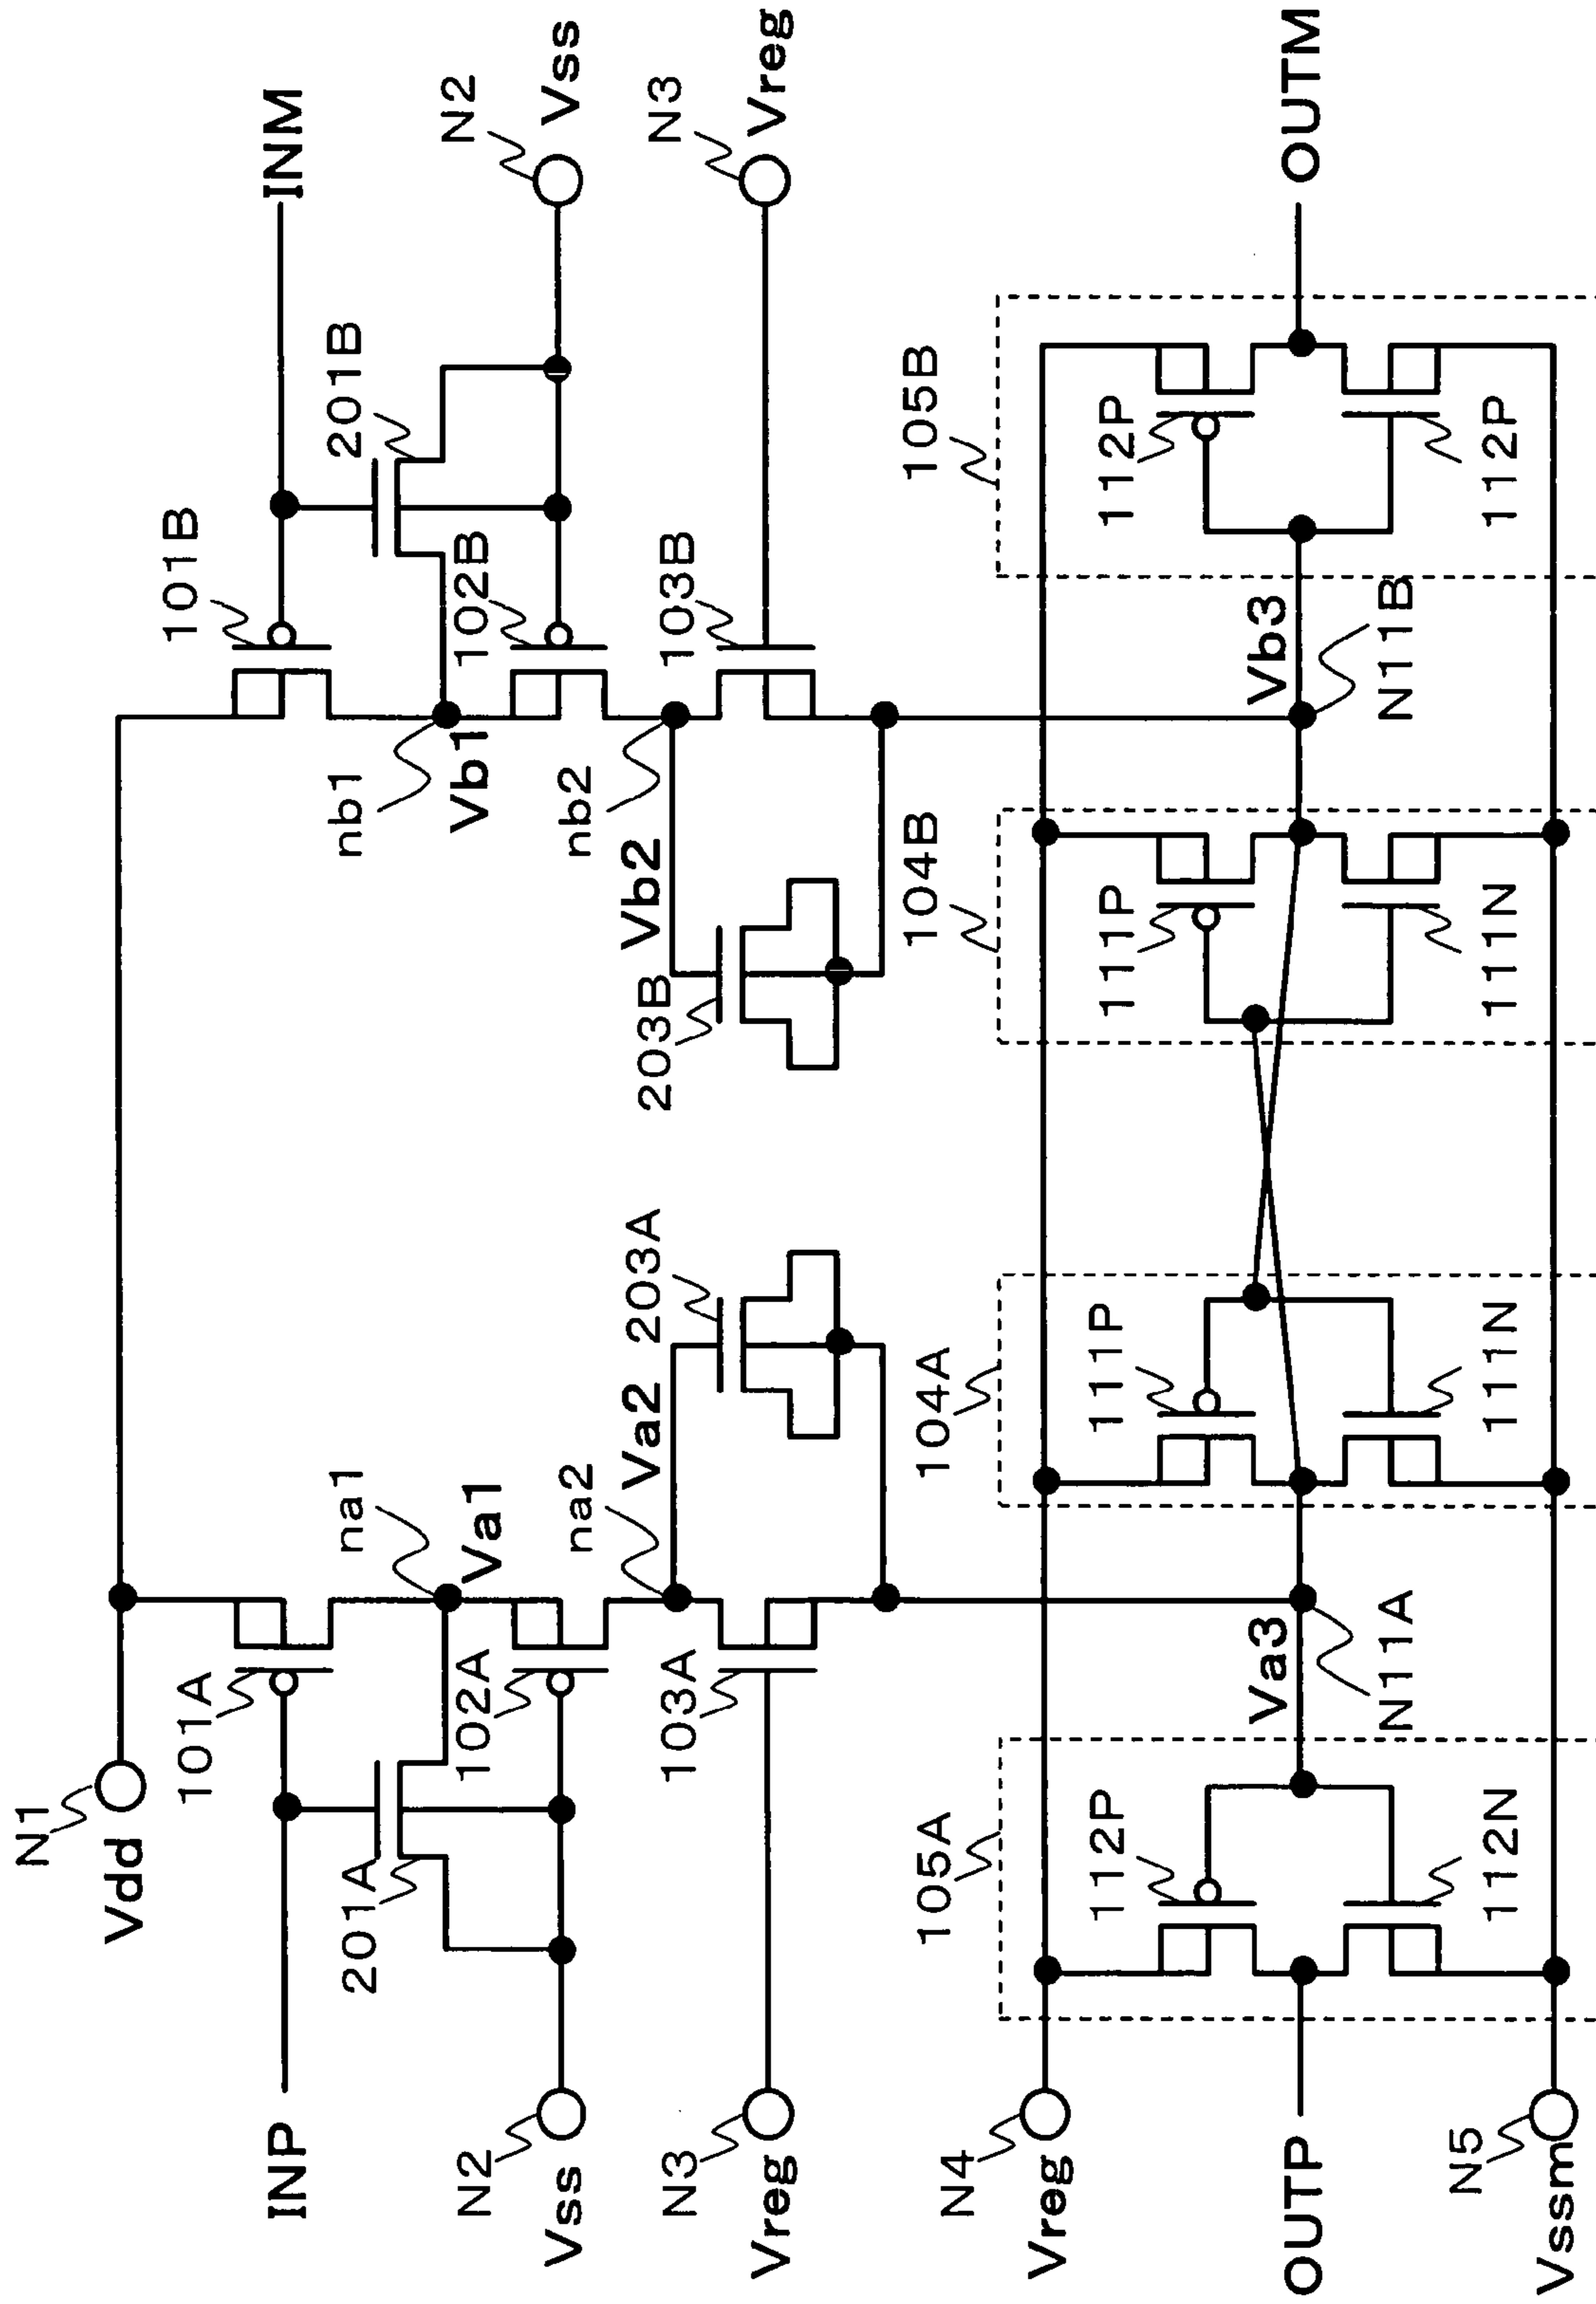 N1
Vdd
INP
INM
101A
101B
201A
201B
na1
Va1
nb1
Vb1
N2
Vss
N2
Vss
102A
102B
na2
Va2
nb2
Vb2
203A
203B
N3
Vreg
N3
Vreg
103A
103B
105A
104A
104B
105B
N4
Vreg
112P
111P
111P
112P
OUTP
OUTM
Va3
N11A
Vb3
N11B
112N
111N
111N
112P
N5
Vssm